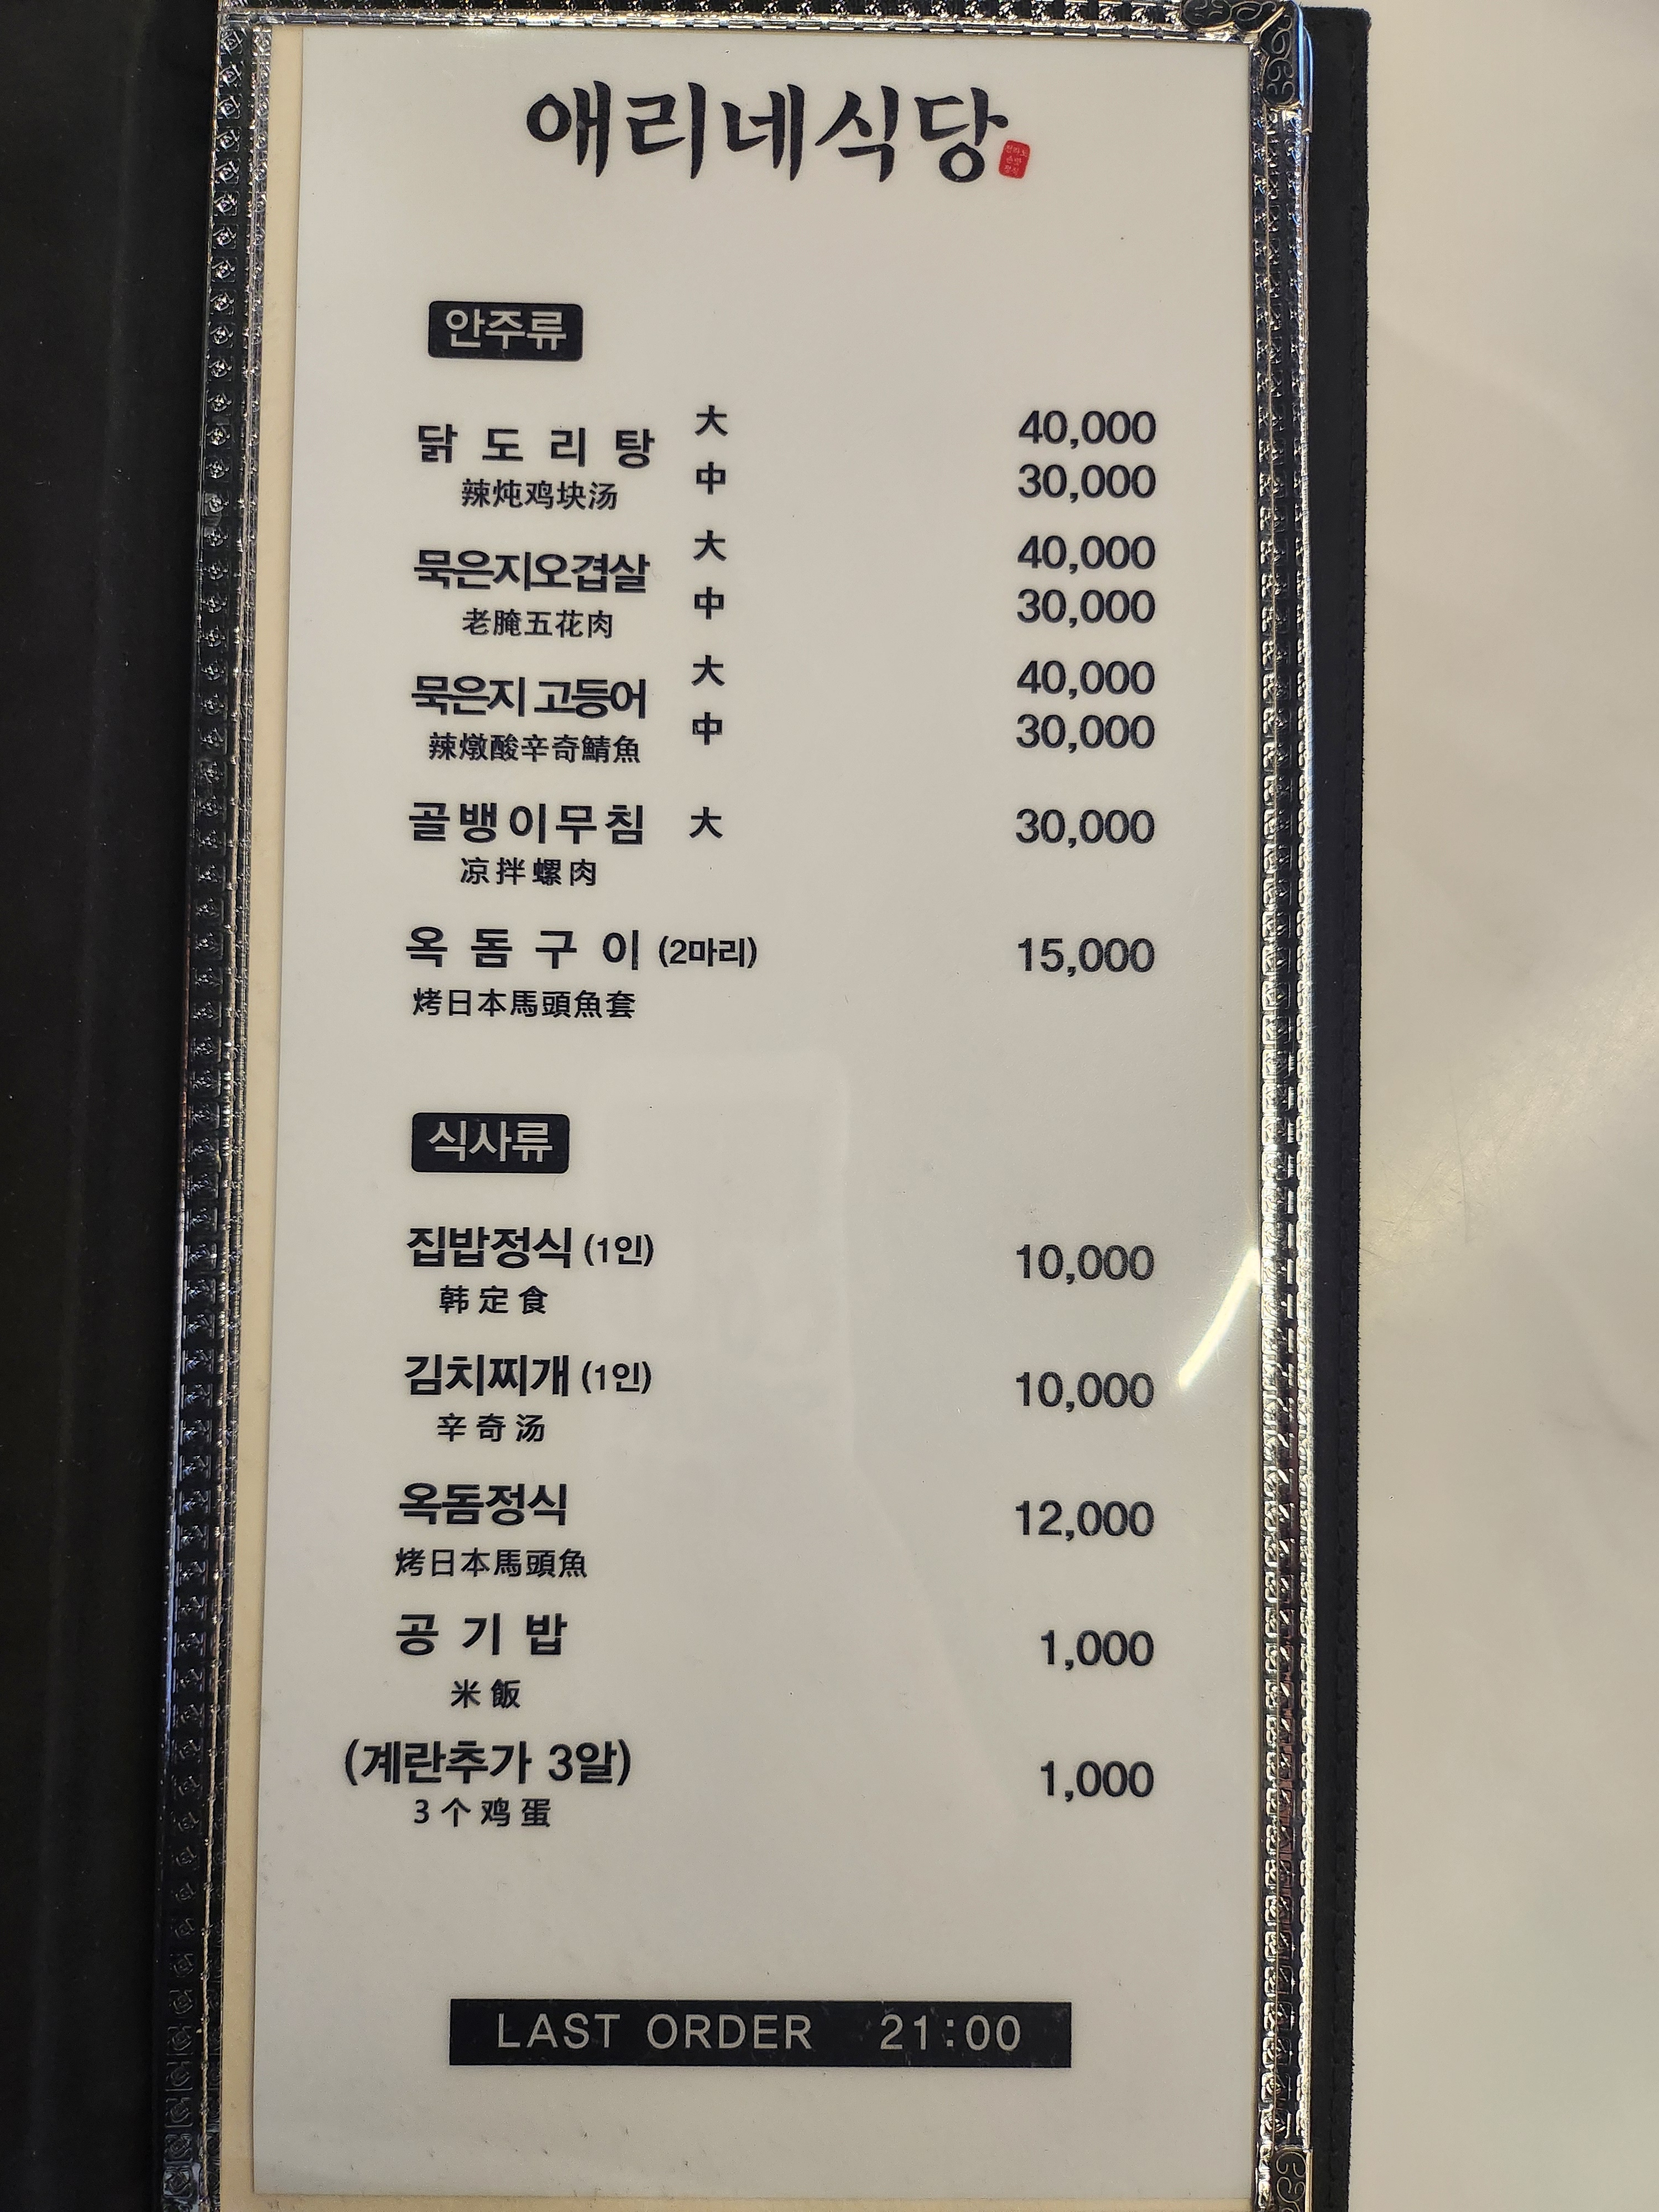 애리네식당
안주류
닭 도 리 탕 大 40,000
辣炖鸡块汤 中 30,000
묵은지오겹살 大 40,000
老腌五花肉 中 30,000
묵은지 고등어 大 40,000
辣燉酸辛奇鯖魚 中 30,000
골뱅이무침 大 30,000
凉拌螺肉
옥 돔 구 이 (2마리) 15,000
烤日本馬頭魚套
식사류
집밥정식 (1인) 10,000
韩定食
김치찌개 (1인) 10,000
辛奇汤
옥돔정식 12,000
烤日本馬頭魚
공 기 밥 1,000
米飯
(계란추가 3알) 1,000
3个鸡蛋
LAST ORDER 21:00